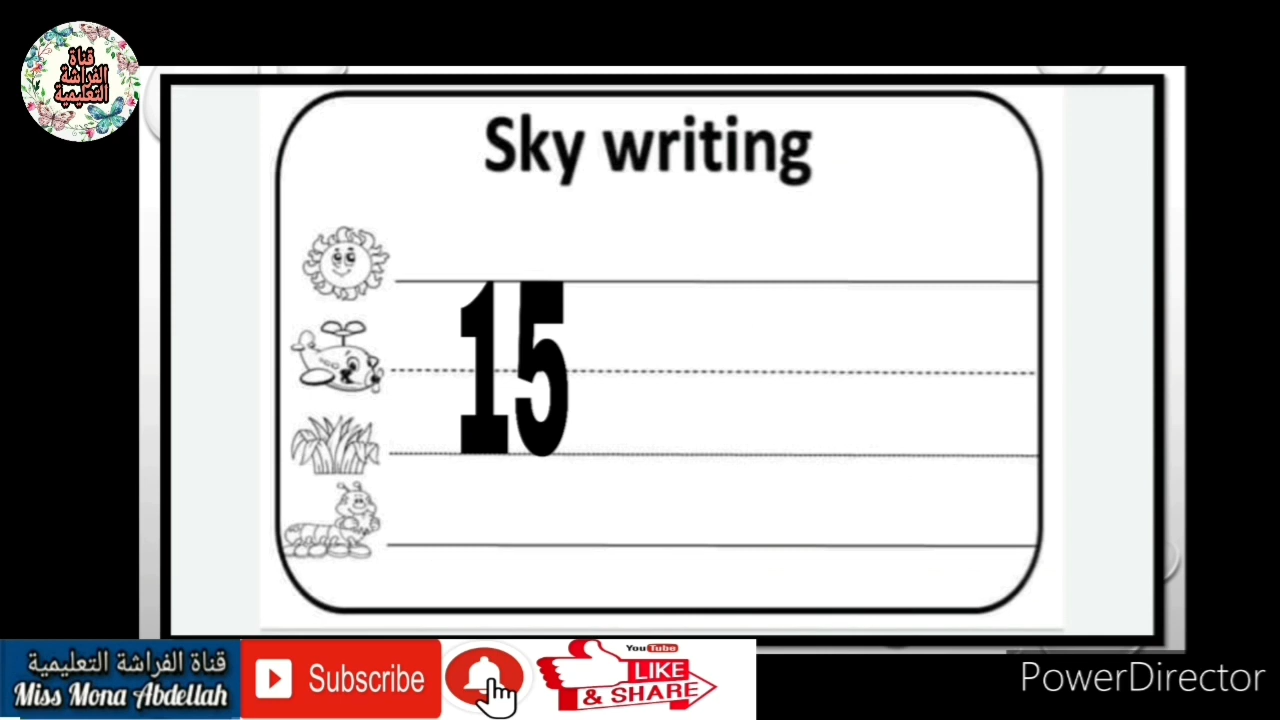 قناة
الفراشة
التعليمية
Sky writing
15
قناة الفراشة التعليمية
Miss Mona Abdellah
Subscribe
YouTube
LIKE
& SHARE
PowerDirector